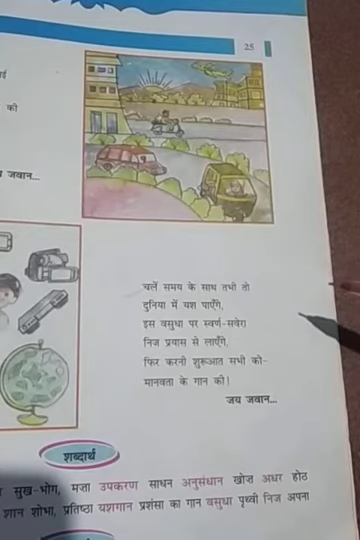 25
की
जवान...
चलें समय के साथ तभी तो
दुनिया में यश पाएँगे,
इस वसुधा पर स्वर्ण-सवेरा
निज प्रयास से लाएँगे,
फिर करनी शुरूआत सभी को-
मानवता के गान की!
जय जवान...
शब्दार्थ
सुख-भोग, मज़ा उपकरण साधन अनुसंधान खोज अधर होठ
शान शोभा, प्रतिष्ठा यशगान प्रशंसा का गान वसुधा पृथ्वी निज अपना